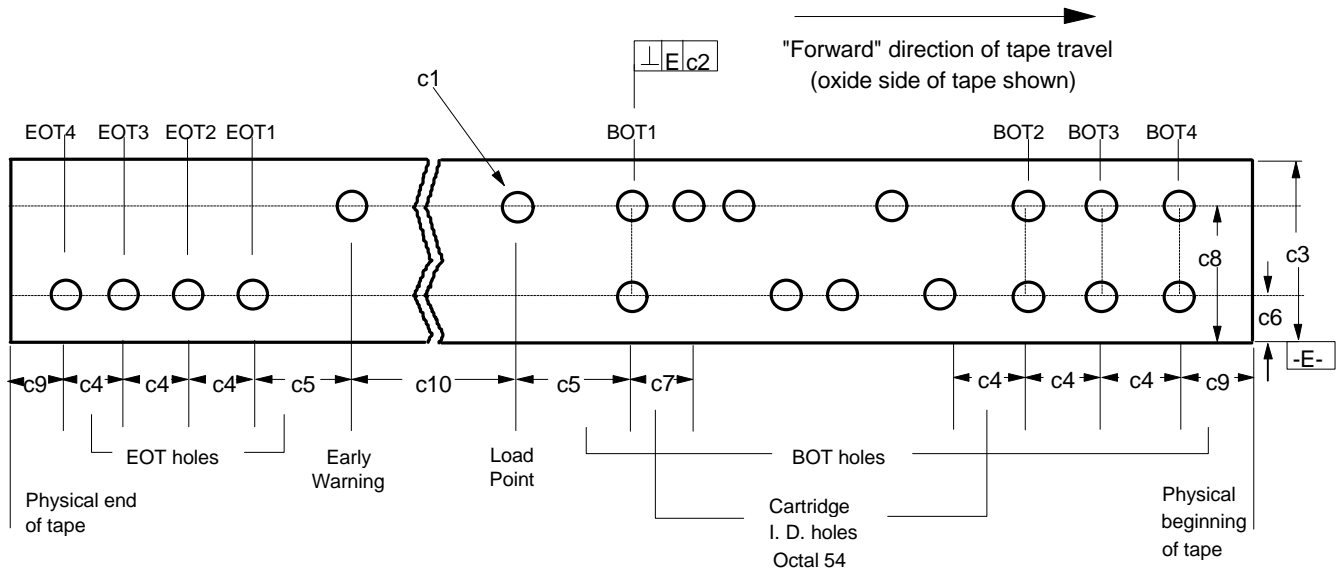 "Forward" direction of tape travel
(oxide side of tape shown)
⊥ E c2
c1
EOT4 EOT3 EOT2 EOT1 BOT1 BOT2 BOT3 BOT4
c8 c3
c6
-E-
c9 c4 c4 c4 c5 c10 c5 c7 c4 c4 c4 c9
EOT holes
Early
Warning
Load
Point
BOT holes
Physical end
of tape
Cartridge
I. D. holes
Octal 54
Physical
beginning
of tape